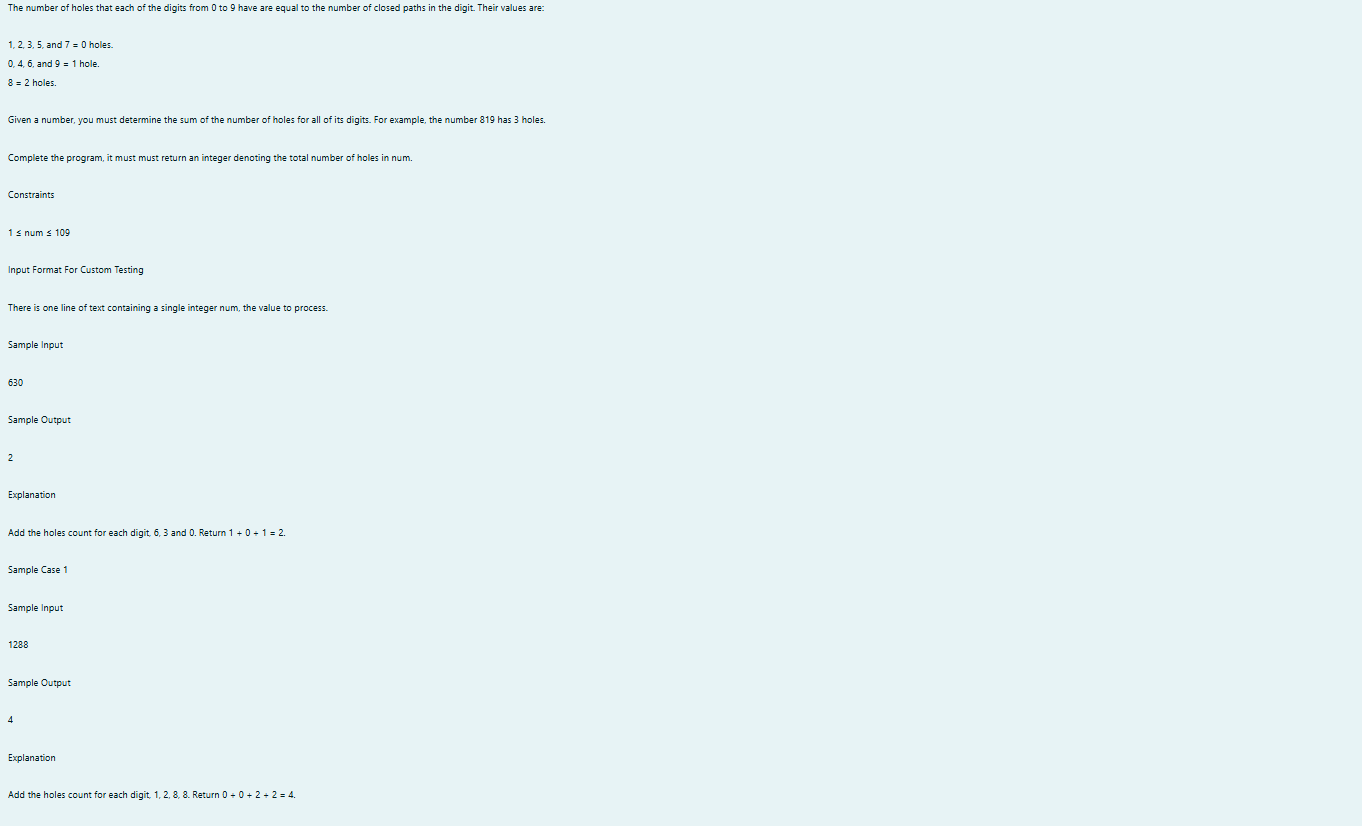 The number of holes that each of the digits from 0 to 9 have are equal to the number of closed paths in the digit. Their values are:
1, 2, 3, 5, and 7 = 0 holes.
0, 4, 6, and 9 = 1 hole.
8 = 2 holes.
Given a number, you must determine the sum of the number of holes for all of its digits. For example, the number 819 has 3 holes.
Complete the program, it must must return an integer denoting the total number of holes in num.
Constraints
1 ≤ num ≤ 109
Input Format For Custom Testing
There is one line of text containing a single integer num, the value to process.
Sample Input
630
Sample Output
2
Explanation
Add the holes count for each digit, 6, 3 and 0. Return 1 + 0 + 1 = 2.
Sample Case 1
Sample Input
1288
Sample Output
4
Explanation
Add the holes count for each digit, 1, 2, 8, 8. Return 0 + 0 + 2 + 2 = 4.